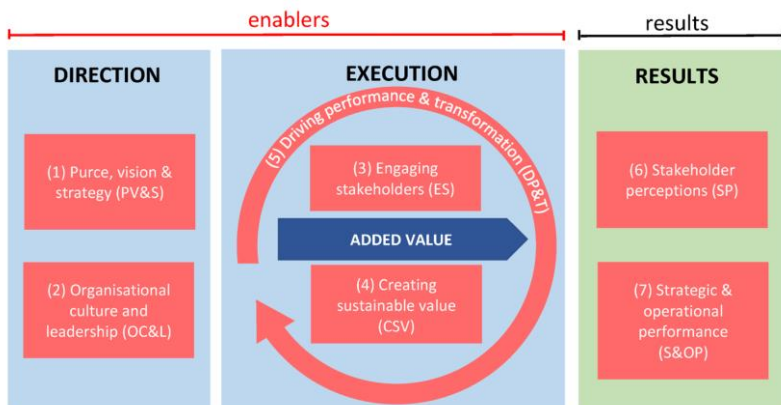 enablers
results
DIRECTION
EXECUTION
RESULTS
(1) Purce, vision &
strategy (PV&S)
(2) Organisational
culture and
leadership (OC&L)
(5) Driving performance & transformation (DP&T)
(3) Engaging
stakeholders (ES)
ADDED VALUE
(4) Creating
sustainable value
(CSV)
(6) Stakeholder
perceptions (SP)
(7) Strategic &
operational
performance
(S&OP)